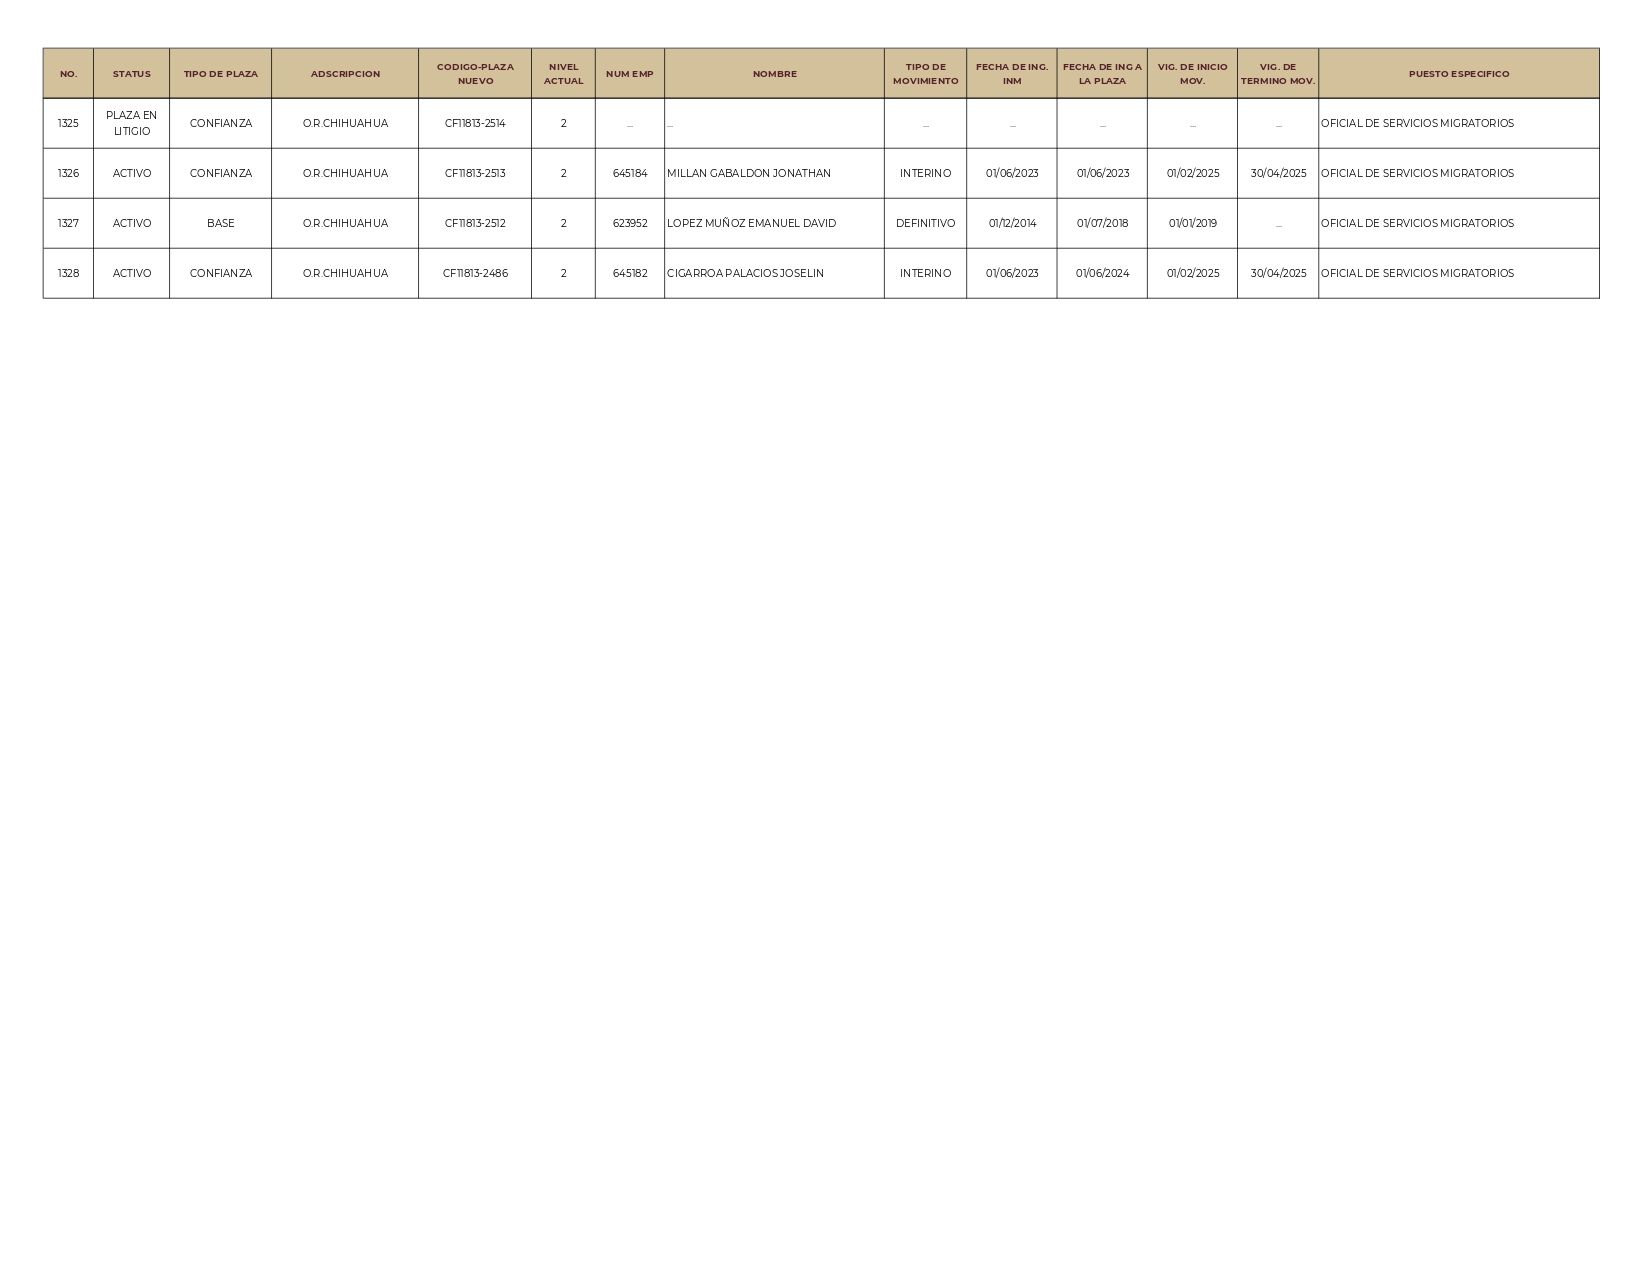 NO. STATUS TIPO DE PLAZA ADSCRIPCION CODIGO-PLAZA NUEVO NIVEL ACTUAL NUM EMP NOMBRE TIPO DE MOVIMIENTO FECHA DE ING. INM FECHA DE ING A LA PLAZA VIG. DE INICIO MOV. VIG. DE TERMINO MOV. PUESTO ESPECIFICO
1325 PLAZA EN LITIGIO CONFIANZA O.R.CHIHUAHUA CF11813-2514 2 _ _ _ _ _ _ _ OFICIAL DE SERVICIOS MIGRATORIOS
1326 ACTIVO CONFIANZA O.R.CHIHUAHUA CF11813-2513 2 645184 MILLAN GABALDON JONATHAN INTERINO 01/06/2023 01/06/2023 01/02/2025 30/04/2025 OFICIAL DE SERVICIOS MIGRATORIOS
1327 ACTIVO BASE O.R.CHIHUAHUA CF11813-2512 2 623952 LOPEZ MUÑOZ EMANUEL DAVID DEFINITIVO 01/12/2014 01/07/2018 01/01/2019 _ OFICIAL DE SERVICIOS MIGRATORIOS
1328 ACTIVO CONFIANZA O.R.CHIHUAHUA CF11813-2486 2 645182 CIGARROA PALACIOS JOSELIN INTERINO 01/06/2023 01/06/2024 01/02/2025 30/04/2025 OFICIAL DE SERVICIOS MIGRATORIOS